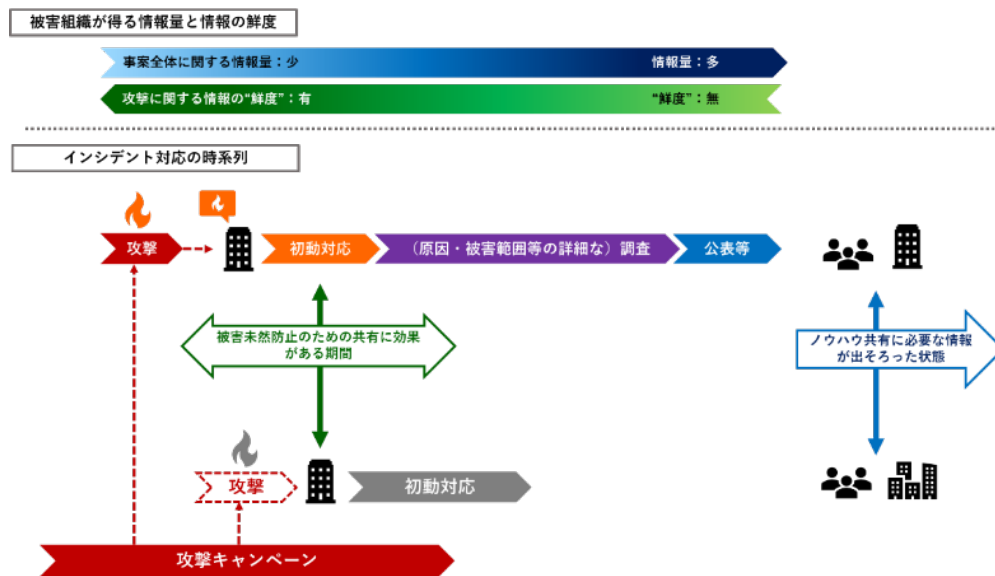 被害組織が得る情報量と情報の鮮度
事案全体に関する情報量：少
情報量：多
攻撃に関する情報の“鮮度”：有
“鮮度”：無
インシデント対応の時系列
攻撃
初動対応
（原因・被害範囲等の詳細な）調査
公表等
被害未然防止のための共有に効果
がある期間
ノウハウ共有に必要な情報
が出そろった状態
攻撃
初動対応
攻撃キャンペーン